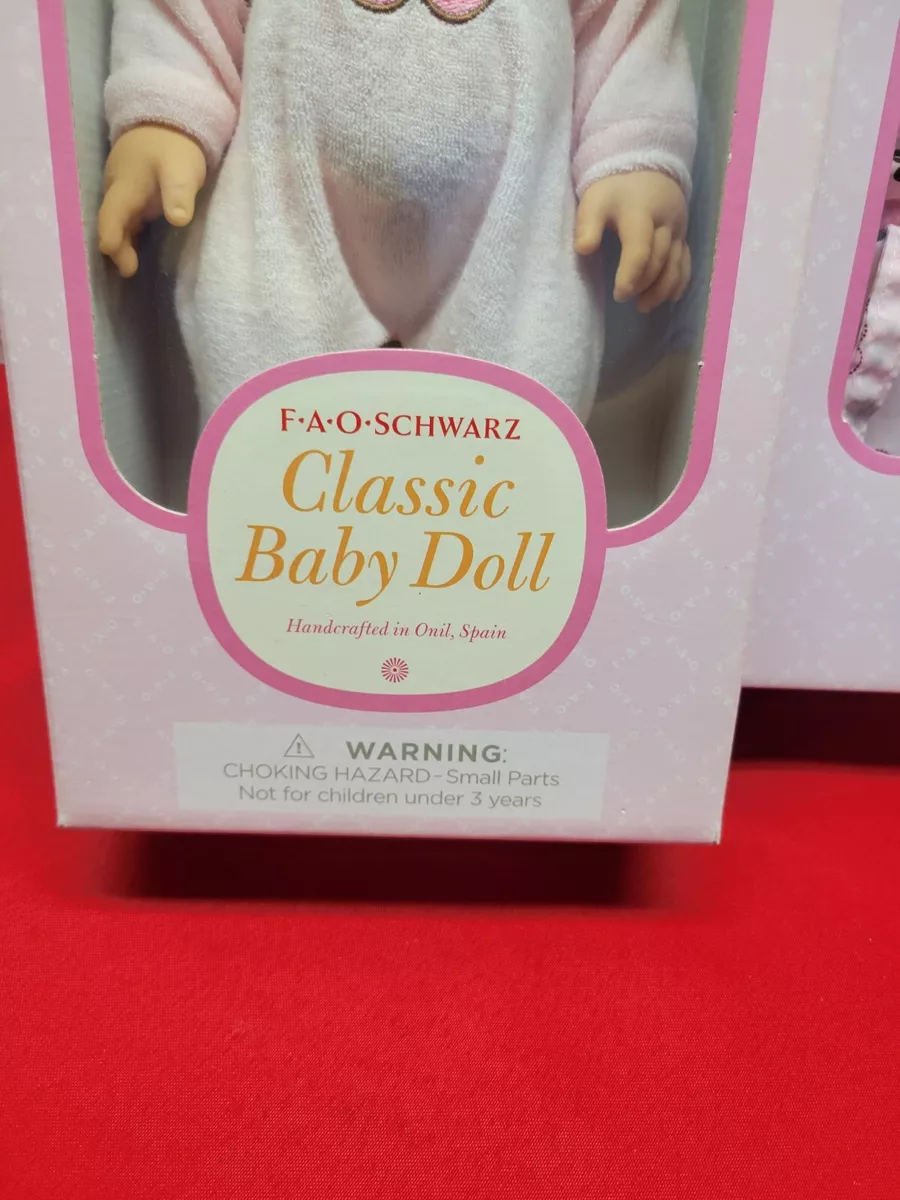 F·A·O·SCHWARZ
Classic
Baby Doll
Handcrafted in Onil, Spain
WARNING:
CHOKING HAZARD-Small Parts
Not for children under 3 years